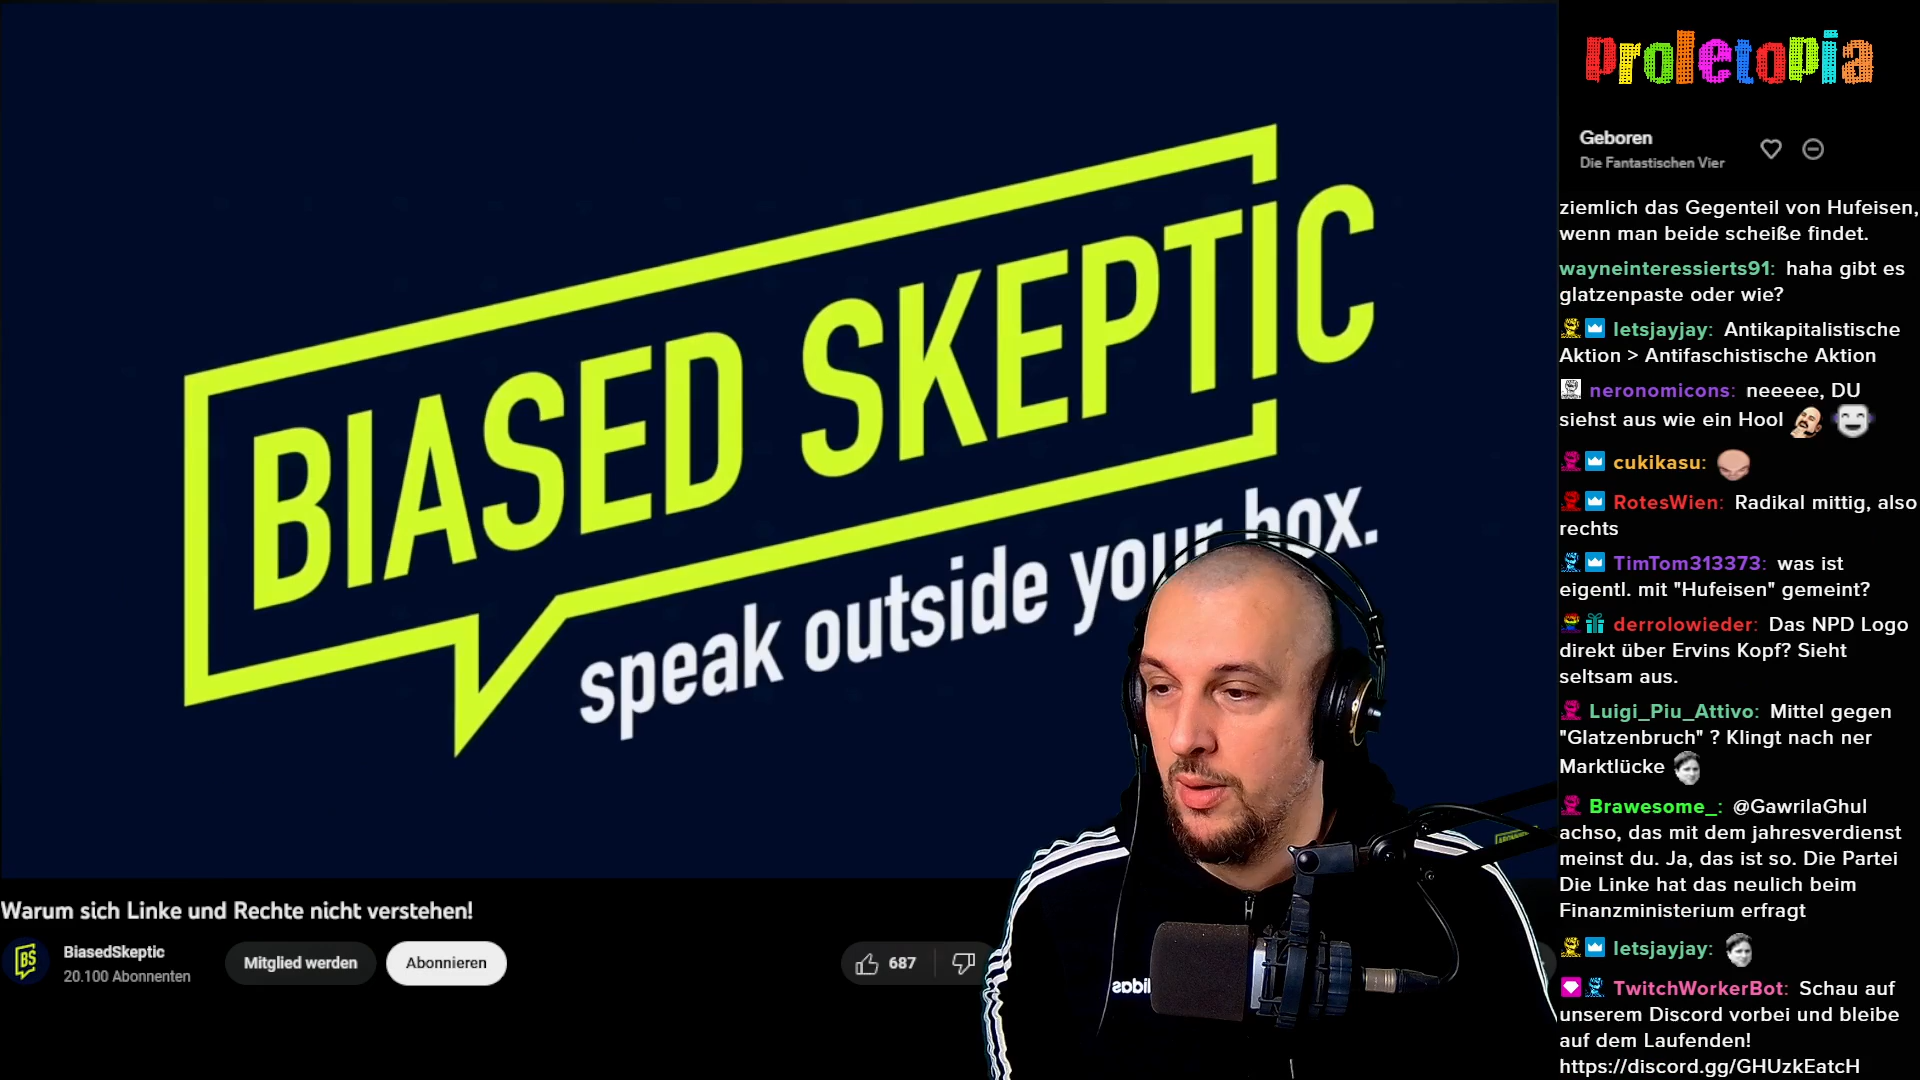 BIASED SKEPTIC
speak outside your box.
Warum sich Linke und Rechte nicht verstehen!
BS
BiasedSkeptic
20.100 Abonnenten
Mitglied werden
Abonnieren
687
adidas
Proletopia
Geboren
Die Fantastischen Vier
ziemlich das Gegenteil von Hufeisen,
wenn man beide scheiße findet.
wayneinteressierts91: haha gibt es
glatzenpaste oder wie?
letsjayjay: Antikapitalistische
Aktion > Antifaschistische Aktion
neronomicons: neeeee, DU
siehst aus wie ein Hool
cukikasu:
RotesWien: Radikal mittig, also
rechts
TimTom313373: was ist
eigentl. mit "Hufeisen" gemeint?
derrolowieder: Das NPD Logo
direkt über Ervins Kopf? Sieht
seltsam aus.
Luigi_Piu_Attivo: Mittel gegen
"Glatzenbruch" ? Klingt nach ner
Marktlücke
Brawesome_: @GawrilaGhul
achso, das mit dem jahresverdienst
meinst du. Ja, das ist so. Die Partei
Die Linke hat das neulich beim
Finanzministerium erfragt
letsjayjay:
TwitchWorkerBot: Schau auf
unserem Discord vorbei und bleibe
auf dem Laufenden!
https://discord.gg/GHUzkEatcH